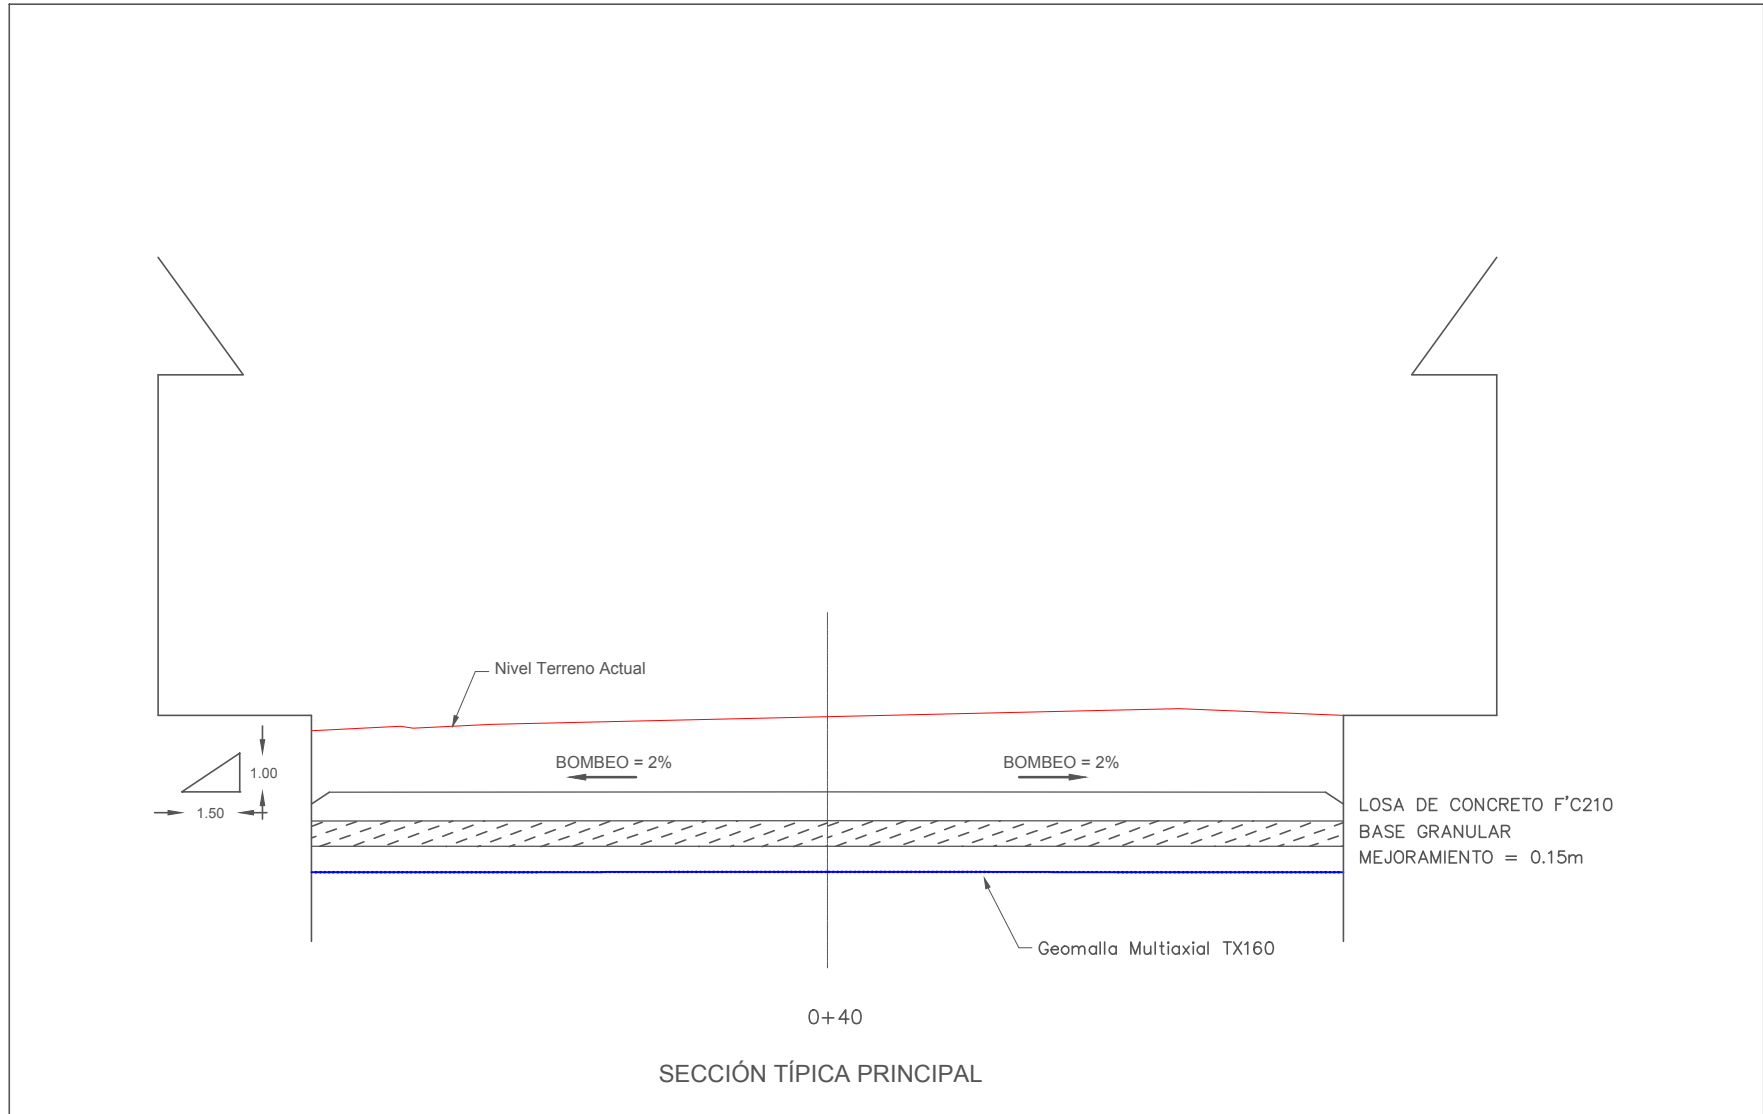 Nivel Terreno Actual
BOMBEO = 2%
BOMBEO = 2%
1.00
1.50
LOSA DE CONCRETO F'C210
BASE GRANULAR
MEJORAMIENTO = 0.15m
Geomalla Multiaxial TX160
0+40
SECCIÓN TÍPICA PRINCIPAL